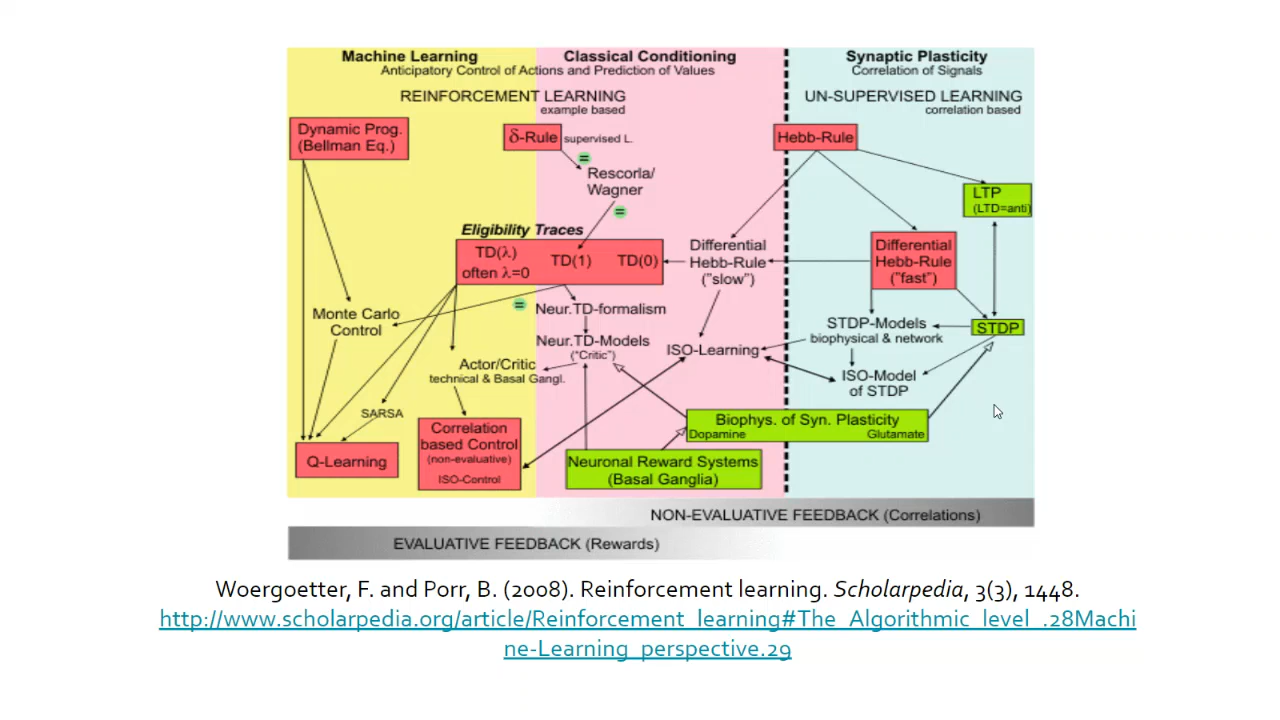 Machine Learning
Classical Conditioning
Synaptic Plasticity
Anticipatory Control of Actions and Prediction of Values
Correlation of Signals
REINFORCEMENT LEARNING
example based
UN-SUPERVISED LEARNING
correlation based
Dynamic Prog.
(Bellman Eq.)
δ-Rule
supervised L.
Hebb-Rule
=
Rescorla/
Wagner
=
LTP
(LTD=anti)
Eligibility Traces
TD(λ)
often λ=0
TD(1)
TD(0)
Differential
Hebb-Rule
("slow")
Differential
Hebb-Rule
("fast")
Monte Carlo
Control
=
Neur.TD-formalism
Neur.TD-Models
("Critic")
ISO-Learning
STDP-Models
biophysical & network
STDP
Actor/Critic
technical & Basal Gangl.
ISO-Model
of STDP
SARSA
Correlation
based Control
(non-evaluative)
ISO-Control
Biophys. of Syn. Plasticity
Dopamine
Glutamate
Q-Learning
Neuronal Reward Systems
(Basal Ganglia)
NON-EVALUATIVE FEEDBACK (Correlations)
EVALUATIVE FEEDBACK (Rewards)
Woergoetter, F. and Porr, B. (2008). Reinforcement learning. Scholarpedia, 3(3), 1448.
http://www.scholarpedia.org/article/Reinforcement_learning#The_Algorithmic_level_.28Machi
ne-Learning_perspective.29